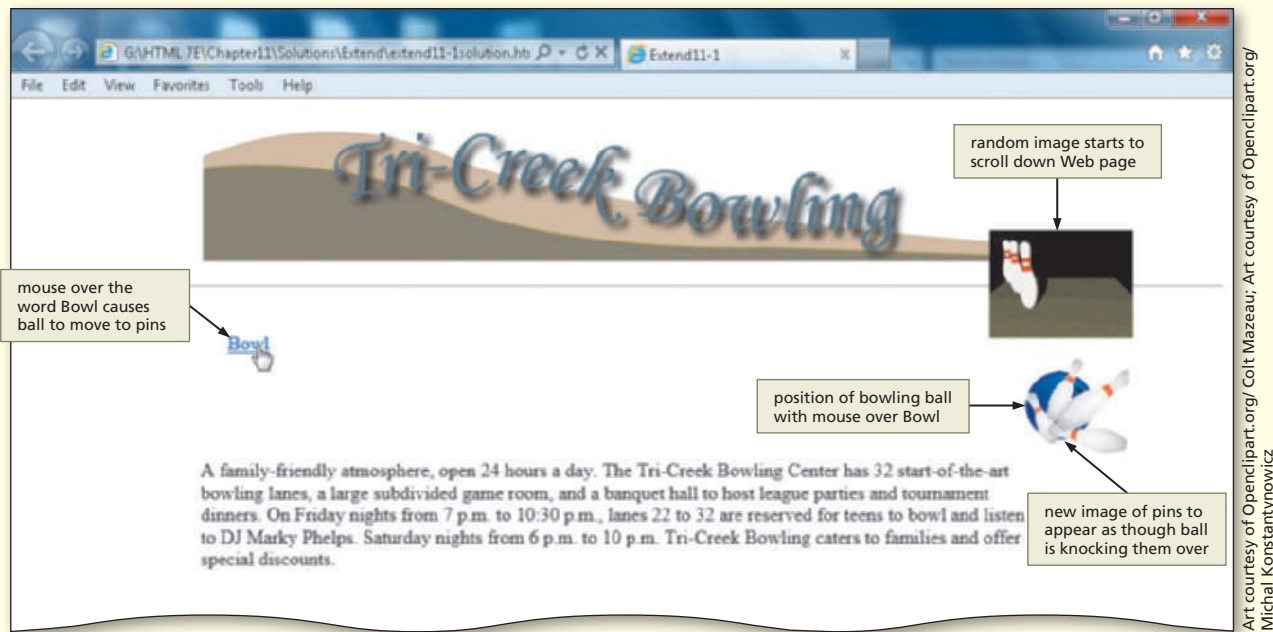 G:\HTML 7E\Chapter11\Solutions\Extend\extend11-1solution.htm
Extend11-1
File Edit View Favorites Tools Help
Tri-Creek Bowling
random image starts to
scroll down Web page
mouse over the
word Bowl causes
ball to move to pins
Bowl
position of bowling ball
with mouse over Bowl
A family-friendly atmosphere, open 24 hours a day. The Tri-Creek Bowling Center has 32 start-of-the-art
bowling lanes, a large subdivided game room, and a banquet hall to host league parties and tournament
dinners. On Friday nights from 7 p.m. to 10:30 p.m., lanes 22 to 32 are reserved for teens to bowl and listen
to DJ Marky Phelps. Saturday nights from 6 p.m. to 10 p.m. Tri-Creek Bowling caters to families and offer
special discounts.
new image of pins to
appear as though ball
is knocking them over
Art courtesy of Openclipart.org/ Colt Mazeau; Art courtesy of Openclipart.org/
Michal Konstantynowicz